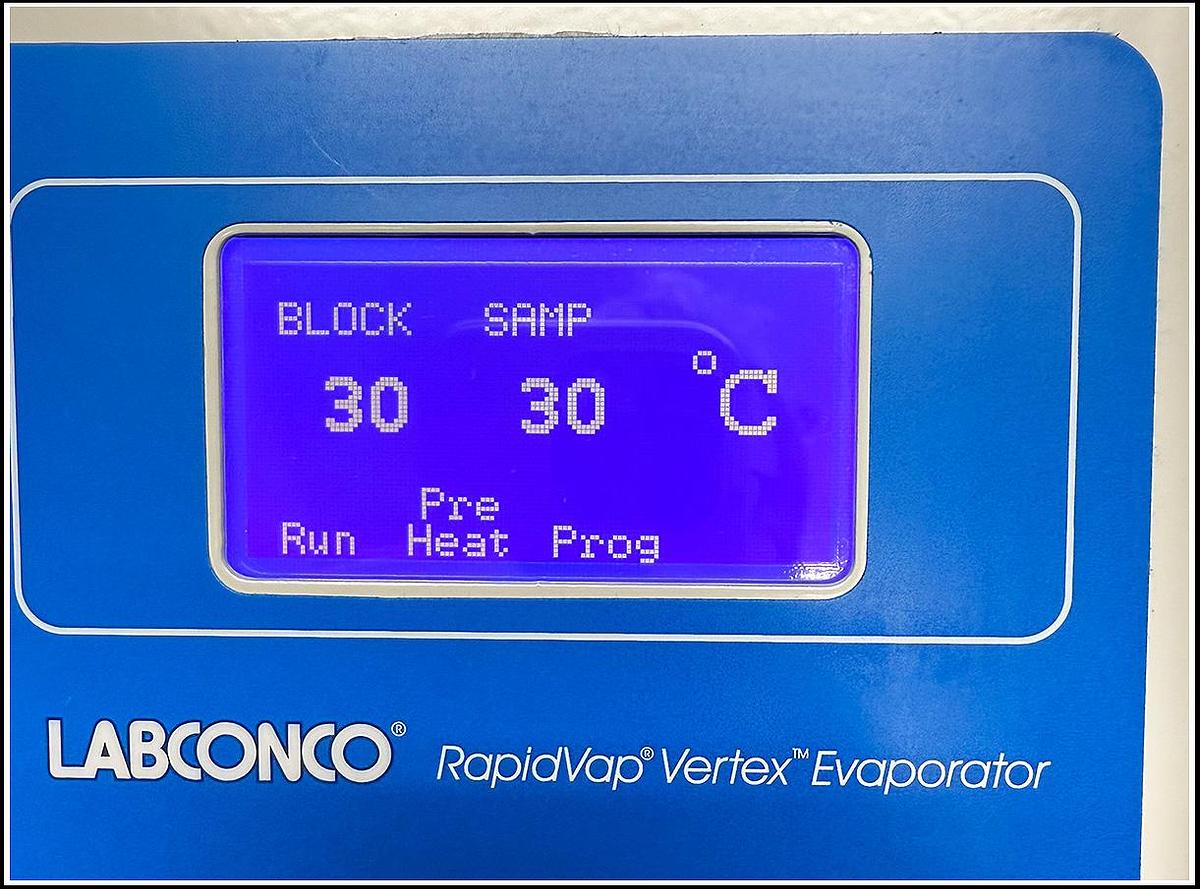 BLOCK SAMP
30 30 °C
Pre
Run Heat Prog
LABCONCO® RapidVap® Vertex™ Evaporator